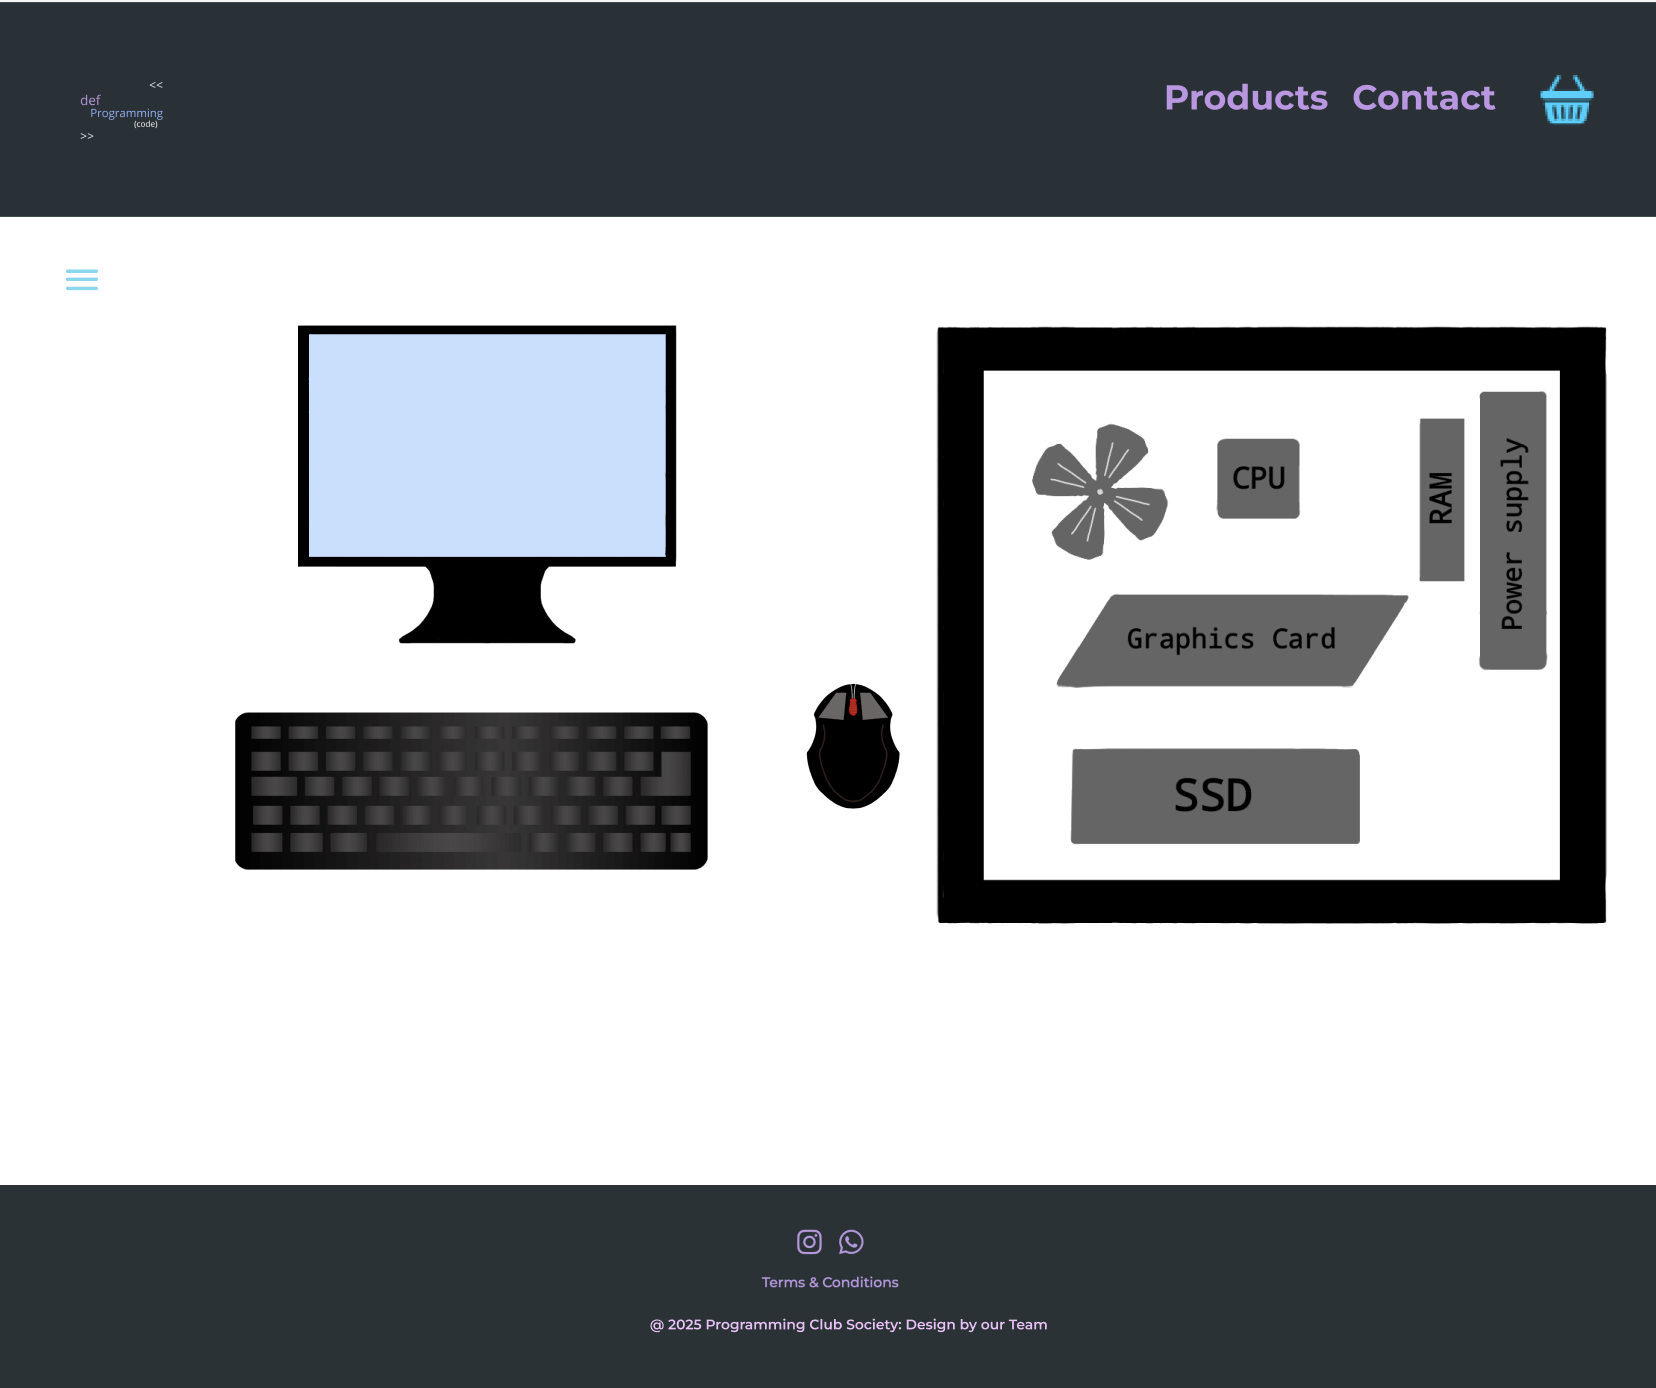 <<
def
Programming
{code}
>>
Products Contact
CPU
RAM
Power supply
Graphics Card
SSD
Terms & Conditions
@ 2025 Programming Club Society: Design by our Team